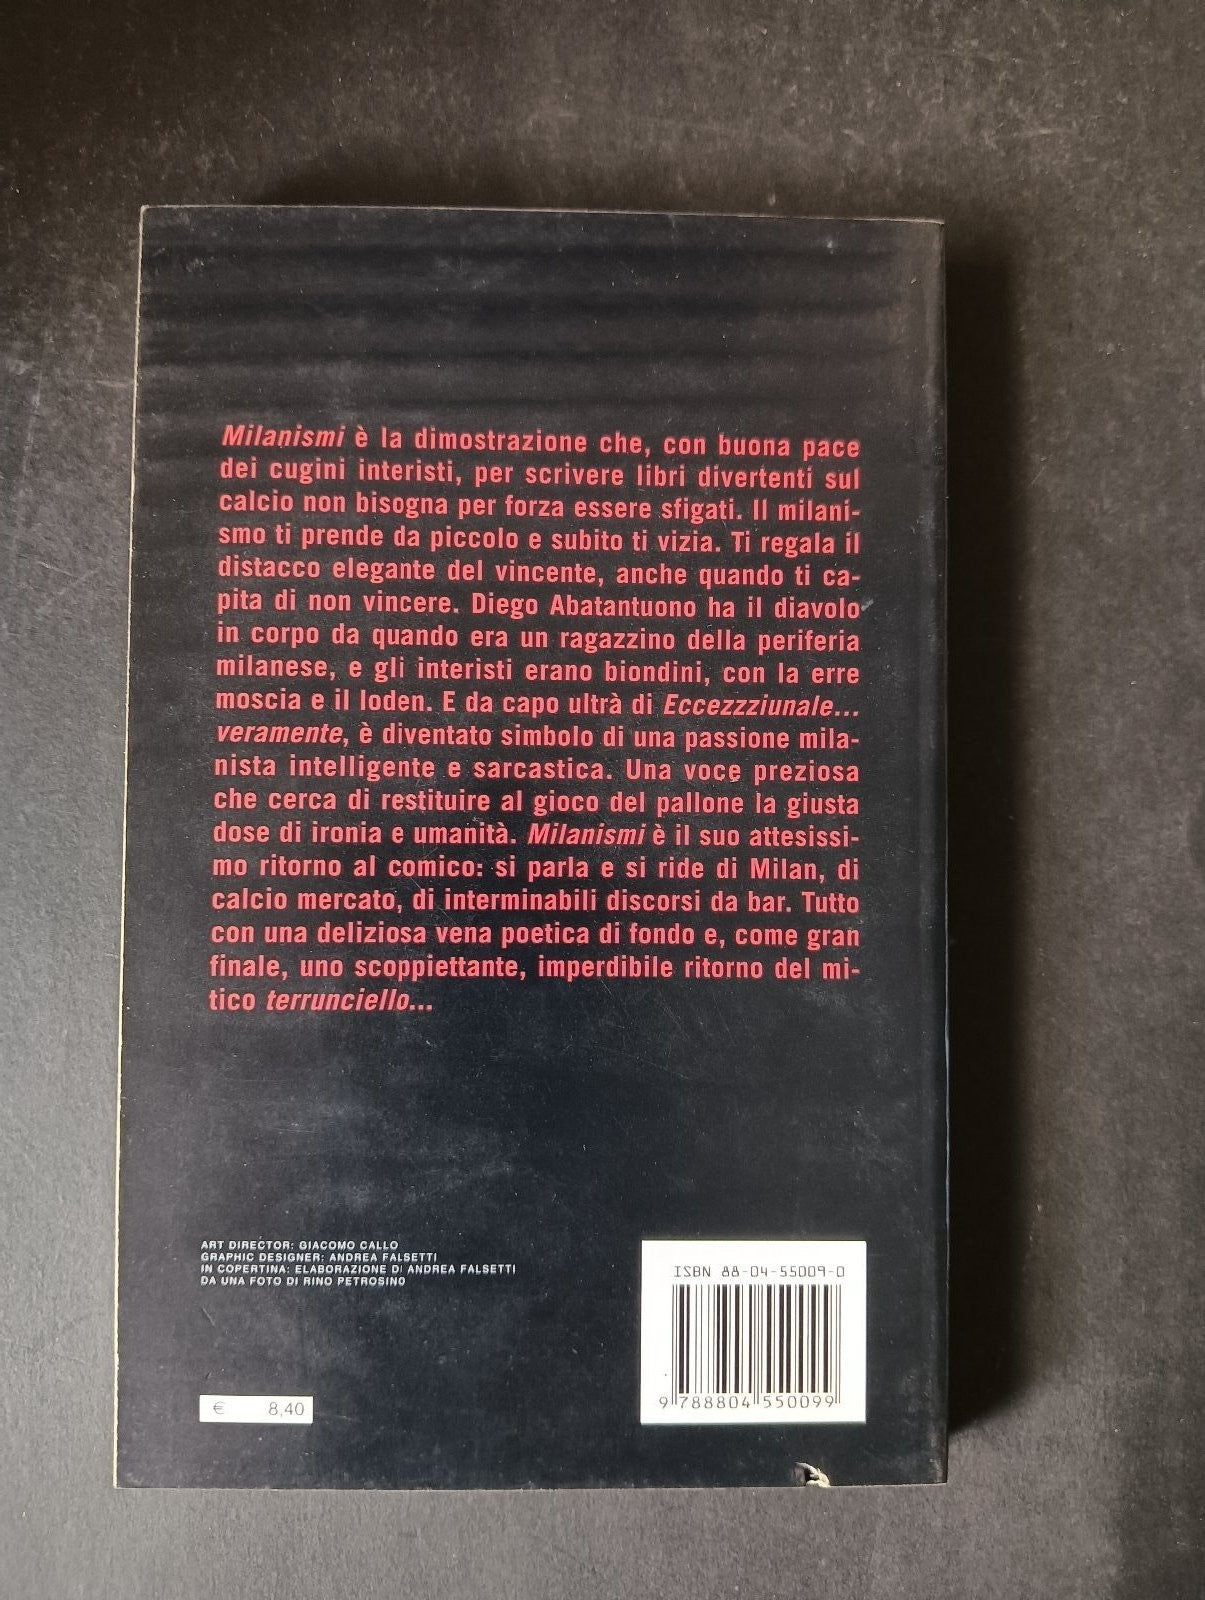 Milanismi è la dimostrazione che, con buona pace
dei cugini interisti, per scrivere libri divertenti sul
calcio non bisogna per forza essere sfigati. Il milani-
smo ti prende da piccolo e subito ti vizia. Ti regala il
distacco elegante del vincente, anche quando ti ca-
pita di non vincere. Diego Abatantuono ha il diavolo
in corpo da quando era un ragazzino della periferia
milanese, e gli interisti erano biondini, con la erre
moscia e il loden. E da capo ultrà di Eccezzziunale...
veramente, è diventato simbolo di una passione mila-
nista intelligente e sarcastica. Una voce preziosa
che cerca di restituire al gioco del pallone la giusta
dose di ironia e umanità. Milanismi è il suo attesissi-
mo ritorno al comico: si parla e si ride di Milan, di
calcio mercato, di interminabili discorsi da bar. Tutto
con una deliziosa vena poetica di fondo e, come gran
finale, uno scoppiettante, imperdibile ritorno del mi-
tico terrunciello...
ART DIRECTOR: GIACOMO CALLO
GRAPHIC DESIGNER: ANDREA FALSETTI
IN COPERTINA: ELABORAZIONE DI ANDREA FALSETTI
DA UNA FOTO DI RINO PETROSINO
ISBN 88-04-55009-0
9 788804 550099
€ 8,40